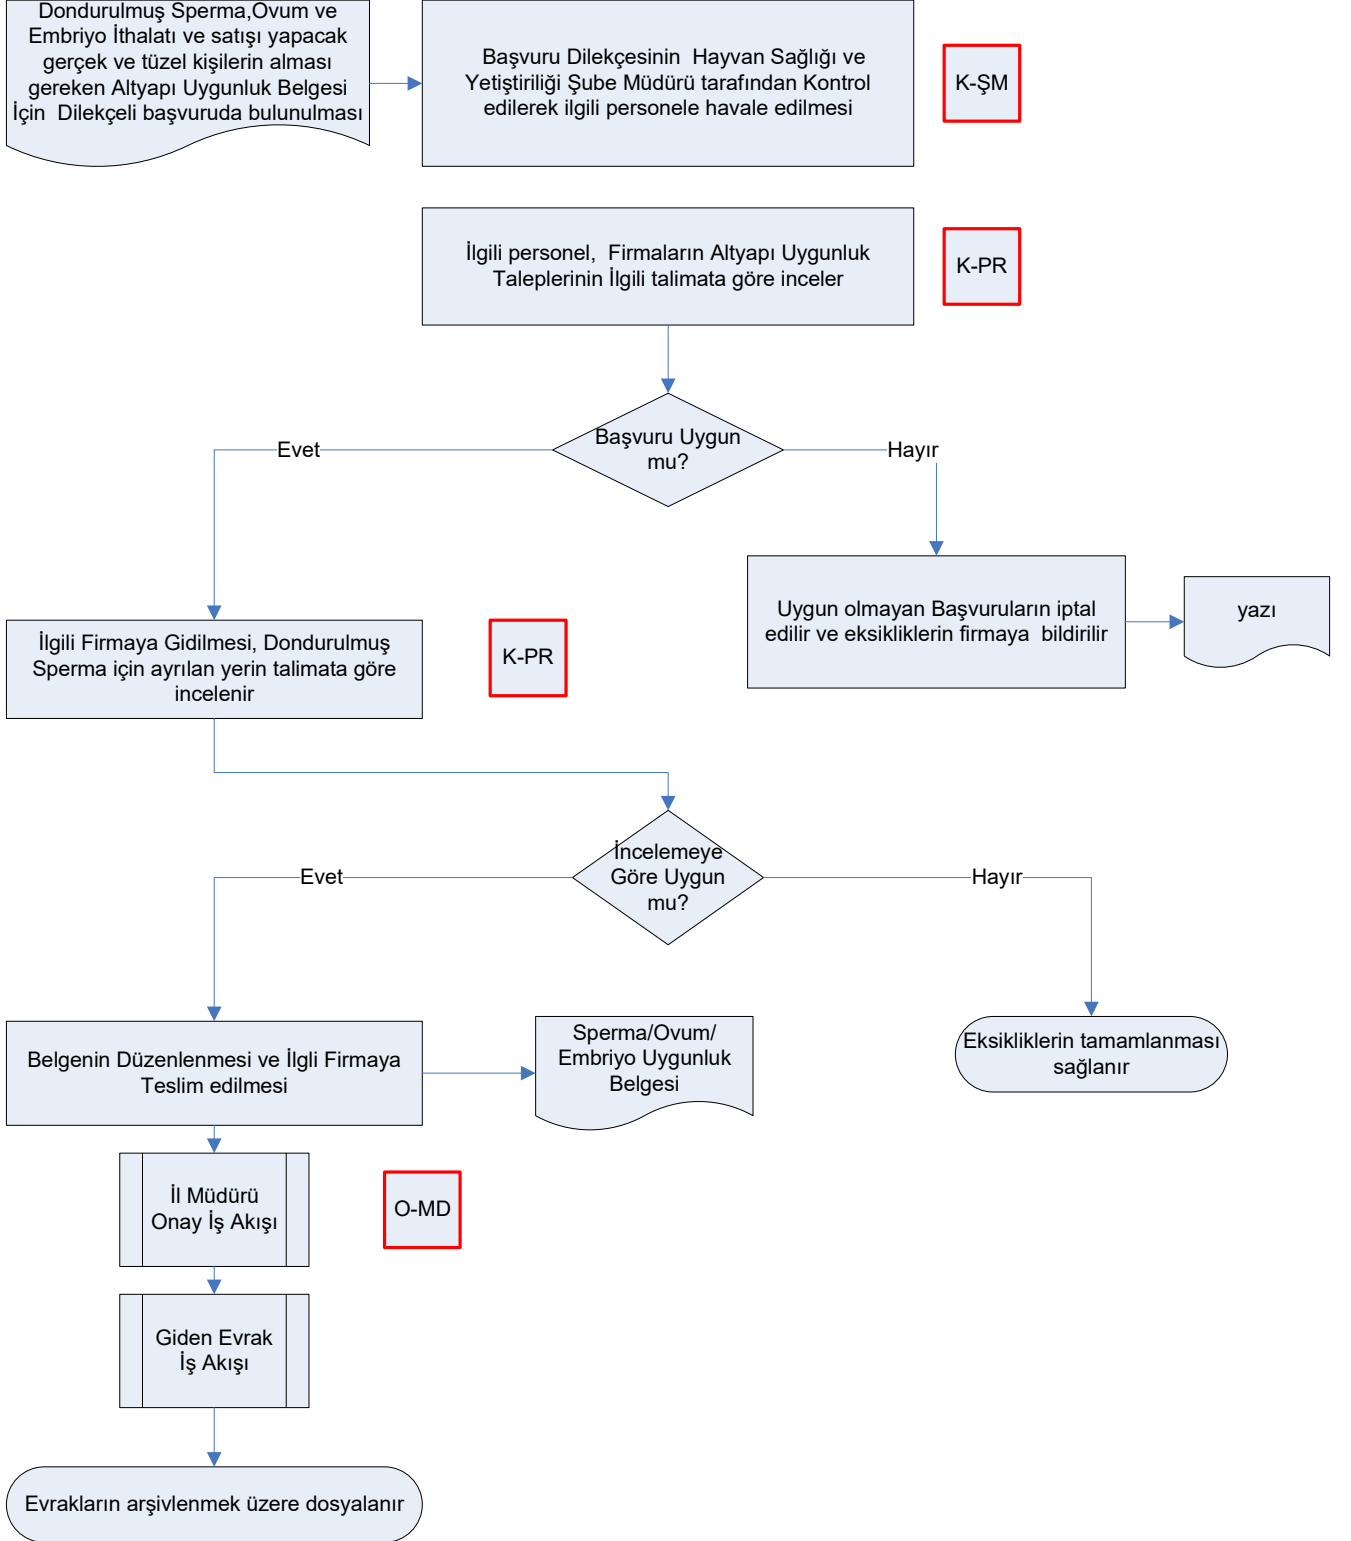 Dondurulmuş Sperma,Ovum ve
Embriyo İthalatı ve satışı yapacak
gerçek ve tüzel kişilerin alması
gereken Altyapı Uygunluk Belgesi
İçin  Dilekçeli başvuruda bulunulması
Başvuru Dilekçesinin  Hayvan Sağlığı ve
Yetiştiriliği Şube Müdürü tarafından Kontrol
edilerek ilgili personele havale edilmesi
K-ŞM
İlgili personel,  Firmaların Altyapı Uygunluk
Taleplerinin İlgili talimata göre inceler
K-PR
Başvuru Uygun
mu?
Evet
Hayır
Uygun olmayan Başvuruların iptal
edilir ve eksikliklerin firmaya  bildirilir
yazı
İlgili Firmaya Gidilmesi, Dondurulmuş
Sperma için ayrılan yerin talimata göre
incelenir
K-PR
İncelemeye
Göre Uygun
mu?
Evet
Hayır
Belgenin Düzenlenmesi ve İlgli Firmaya
Teslim edilmesi
Sperma/Ovum/
Embriyo Uygunluk
Belgesi
Eksikliklerin tamamlanması
sağlanır
İl Müdürü
Onay İş Akışı
O-MD
Giden Evrak
İş Akışı
Evrakların arşivlenmek üzere dosyalanır